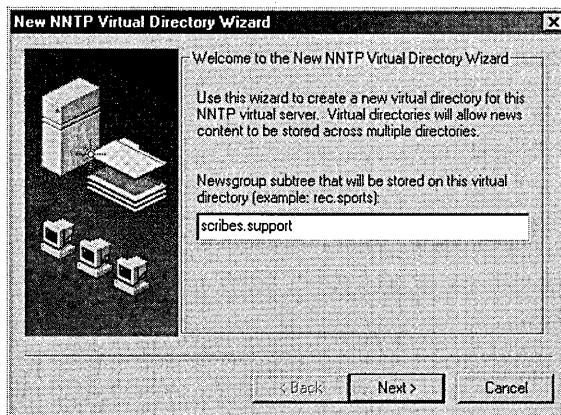 New NNTP Virtual Directory Wizard
Welcome to the New NNTP Virtual Directory Wizard
Use this wizard to create a new virtual directory for this
NNTP virtual server. Virtual directories will allow news
content to be stored across multiple directories.
Newsgroup subtree that will be stored on this virtual
directory (example: rec.sports):
scribes.support
< Back
Next >
Cancel